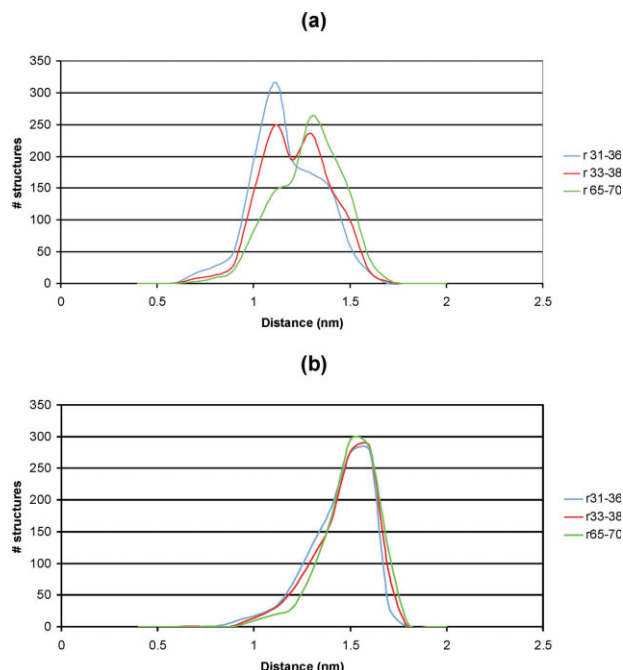 (a)
350
300
250
200
150
100
50
0
# structures
0 0.5 1 1.5 2 2.5
Distance (nm)
r 31-36
r 33-38
r 65-70
(b)
350
300
250
200
150
100
50
0
# structures
0 0.5 1 1.5 2 2.5
Distance (nm)
r31-36
r33-38
r65-70